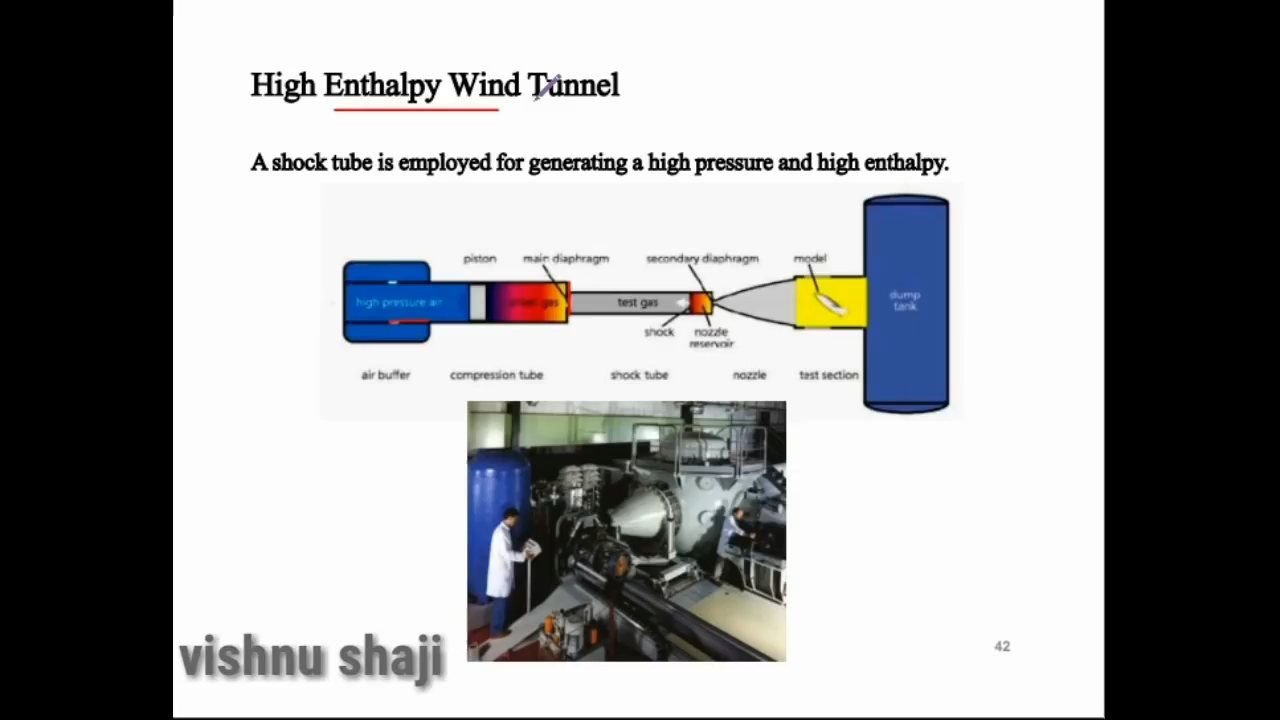 High Enthalpy Wind Tunnel
A shock tube is employed for generating a high pressure and high enthalpy.
piston main diaphragm secondary diaphragm model
high pressure air gas test gas dump
tank
shock nozzle
reservoir
air buffer compression tube shock tube nozzle test section
vishnu shaji
42